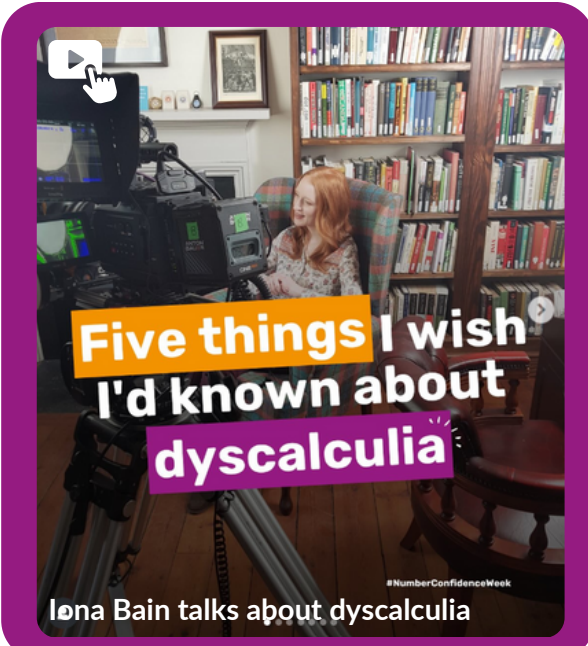 Five things I wish
I'd known about
dyscalculia
#NumberConfidenceWeek
Iona Bain talks about dyscalculia